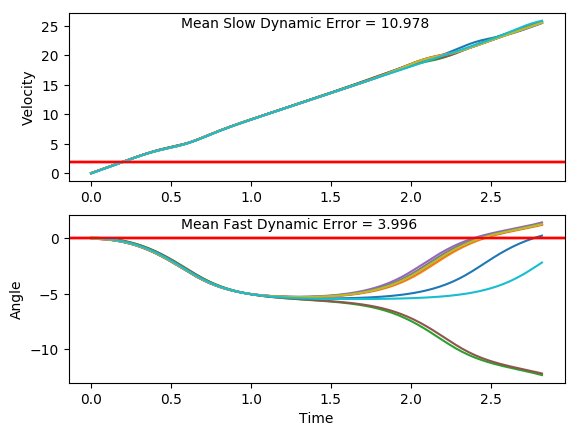 Mean Slow Dynamic Error = 10.978
25
20
15
10
5
0
Velocity
0.0 0.5 1.0 1.5 2.0 2.5
Mean Fast Dynamic Error = 3.996
0
−5
−10
Angle
0.0 0.5 1.0 1.5 2.0 2.5
Time